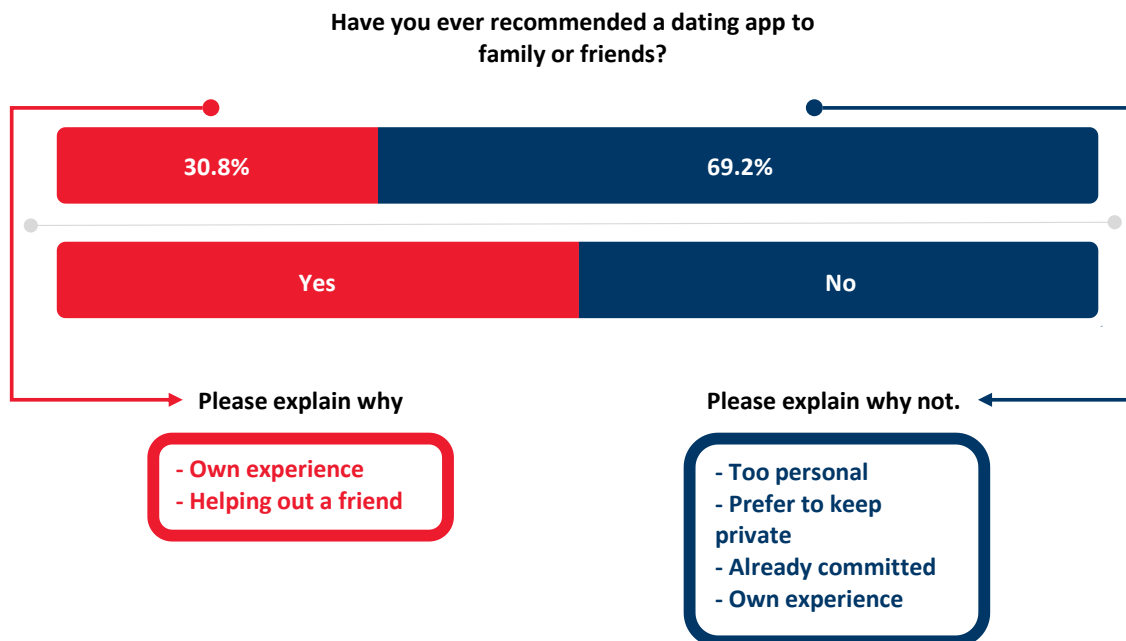 Have you ever recommended a dating app to
family or friends?
30.8%
69.2%
Yes
No
Please explain why
Please explain why not.
- Own experience
- Helping out a friend
- Too personal
- Prefer to keep
private
- Already committed
- Own experience